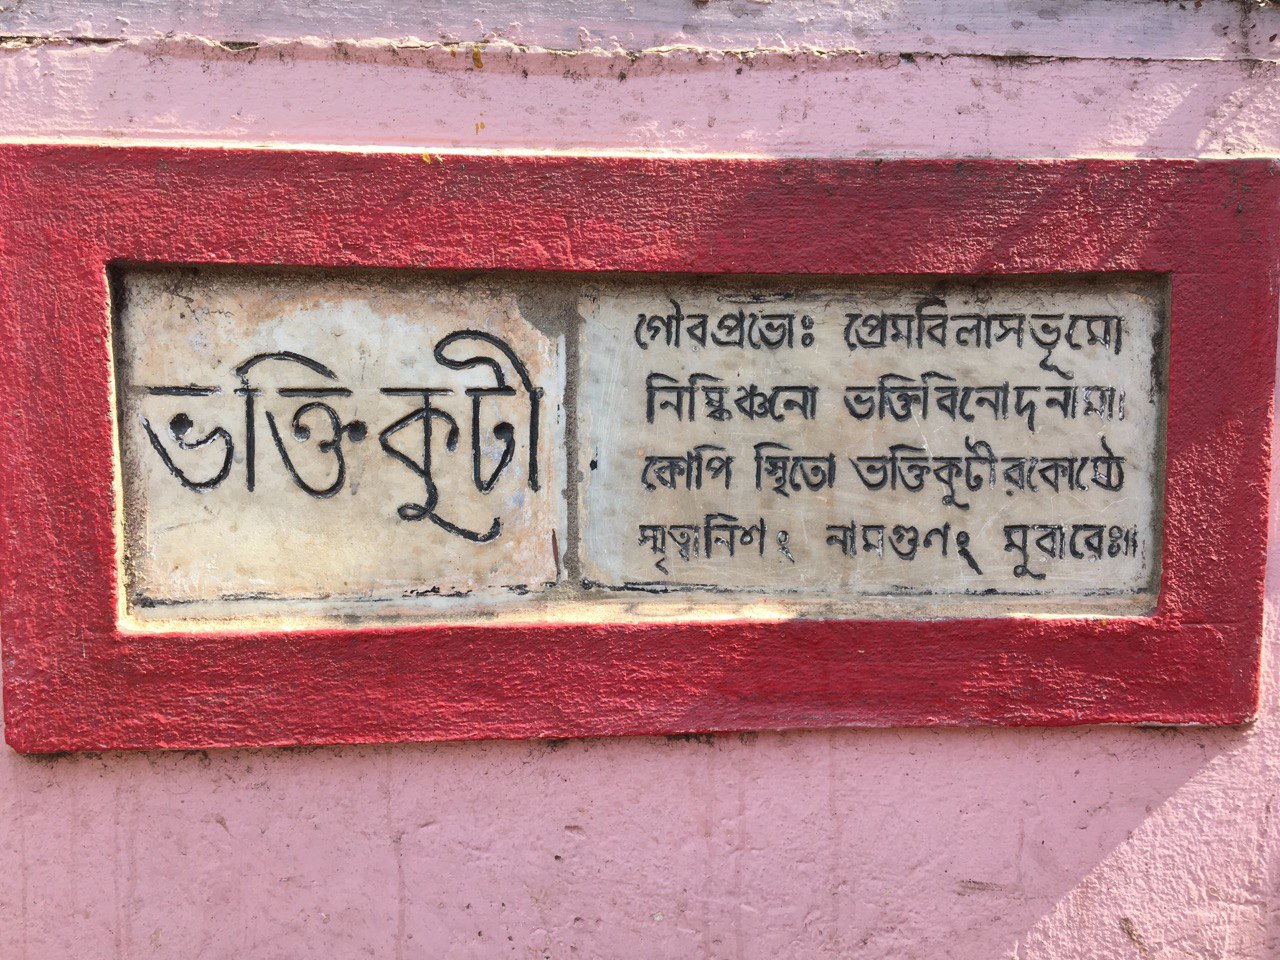 ভক্তিকুটী
গৌরপ্রভোঃ প্রেমবিলাসভূমৌ
নিষ্কিঞ্চনো ভক্তিবিনোদনামা।
কোপি স্থিতো ভক্তিকুটীরকোষ্ঠে
স্মৃত্বানিশং নামগুণং মুরারেঃ॥